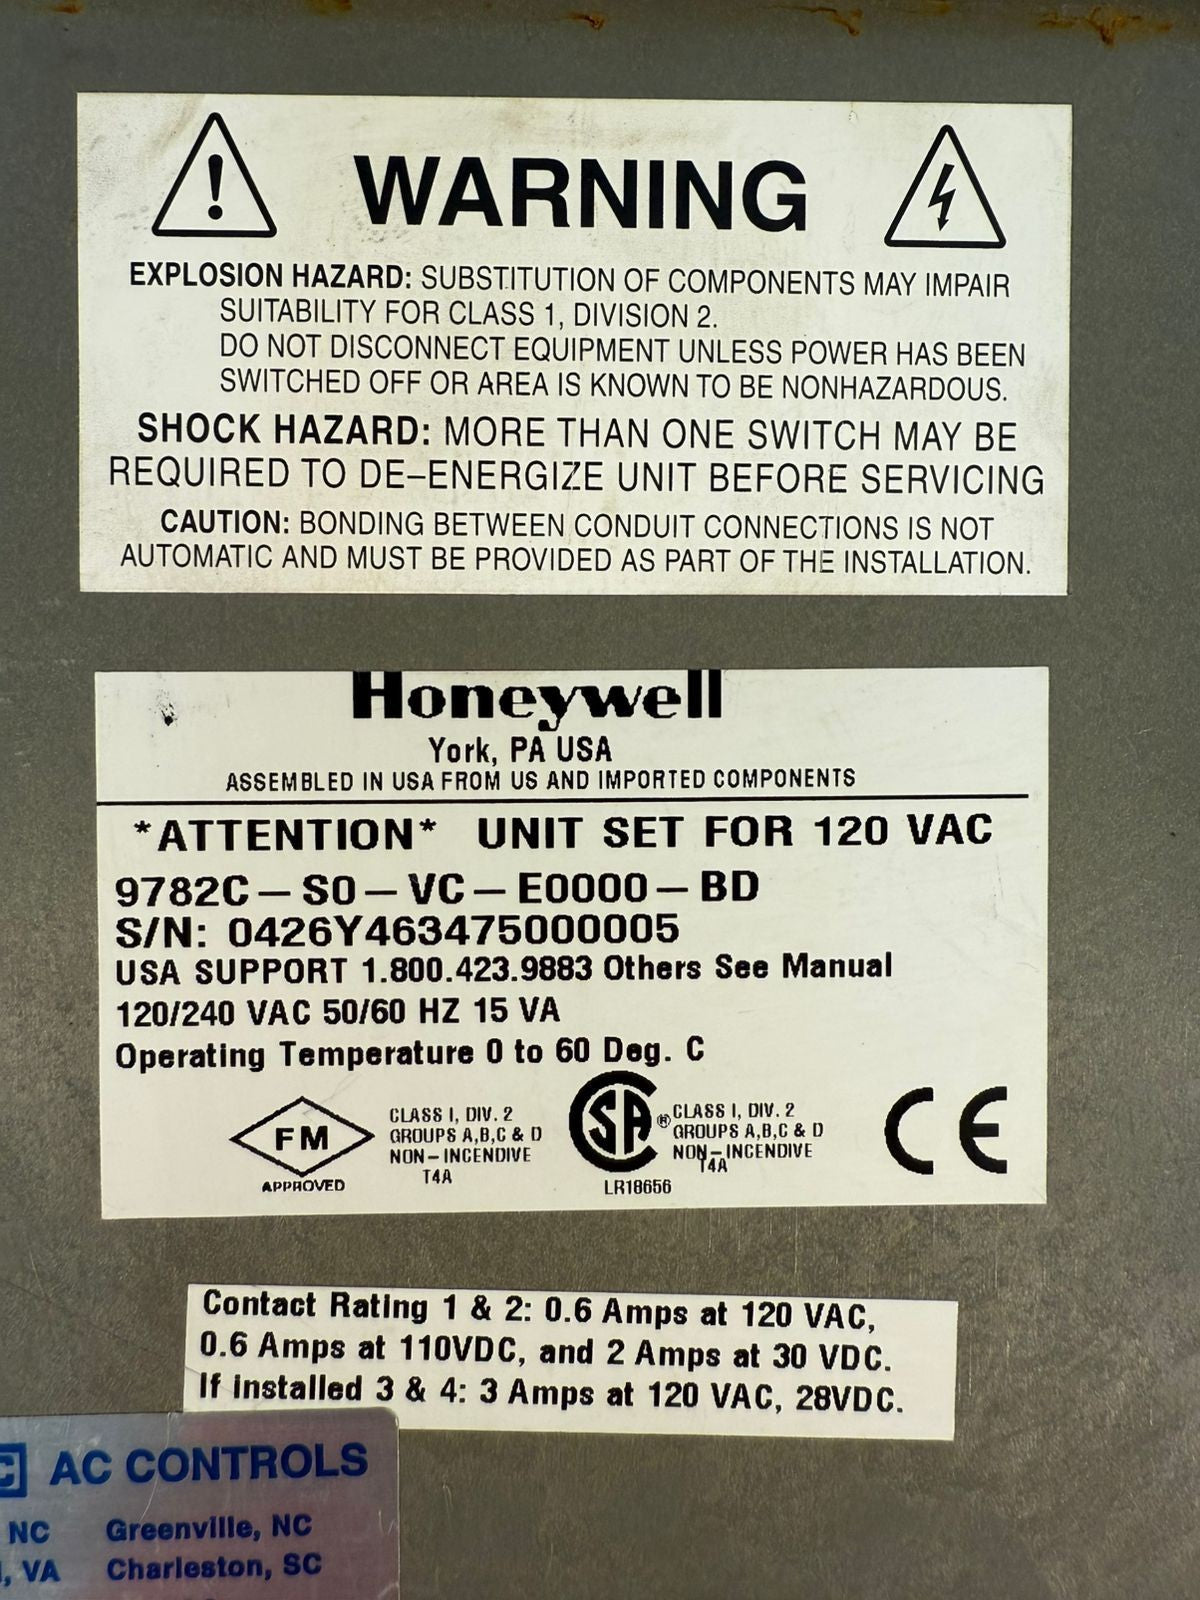 WARNING
EXPLOSION HAZARD: SUBSTITUTION OF COMPONENTS MAY IMPAIR
SUITABILITY FOR CLASS 1, DIVISION 2.
DO NOT DISCONNECT EQUIPMENT UNLESS POWER HAS BEEN
SWITCHED OFF OR AREA IS KNOWN TO BE NONHAZARDOUS.
SHOCK HAZARD: MORE THAN ONE SWITCH MAY BE
REQUIRED TO DE-ENERGIZE UNIT BEFORE SERVICING
CAUTION: BONDING BETWEEN CONDUIT CONNECTIONS IS NOT
AUTOMATIC AND MUST BE PROVIDED AS PART OF THE INSTALLATION.
Honeywell
York, PA USA
ASSEMBLED IN USA FROM US AND IMPORTED COMPONENTS
*ATTENTION* UNIT SET FOR 120 VAC
9782C-S0-VC-E0000-BD
S/N: 0426Y463475000005
USA SUPPORT 1.800.423.9883 Others See Manual
120/240 VAC 50/60 HZ 15 VA
Operating Temperature 0 to 60 Deg. C
FM
APPROVED
CLASS I, DIV. 2
GROUPS A,B,C & D
NON-INCENDIVE
T4A
SA ®
LR18656
CLASS I, DIV. 2
GROUPS A,B,C & D
NON-INCENDIVE
T4A
CE
Contact Rating 1 & 2: 0.6 Amps at 120 VAC,
0.6 Amps at 110VDC, and 2 Amps at 30 VDC.
If installed 3 & 4: 3 Amps at 120 VAC, 28VDC.
AC CONTROLS
NC Greenville, NC
, VA Charleston, SC